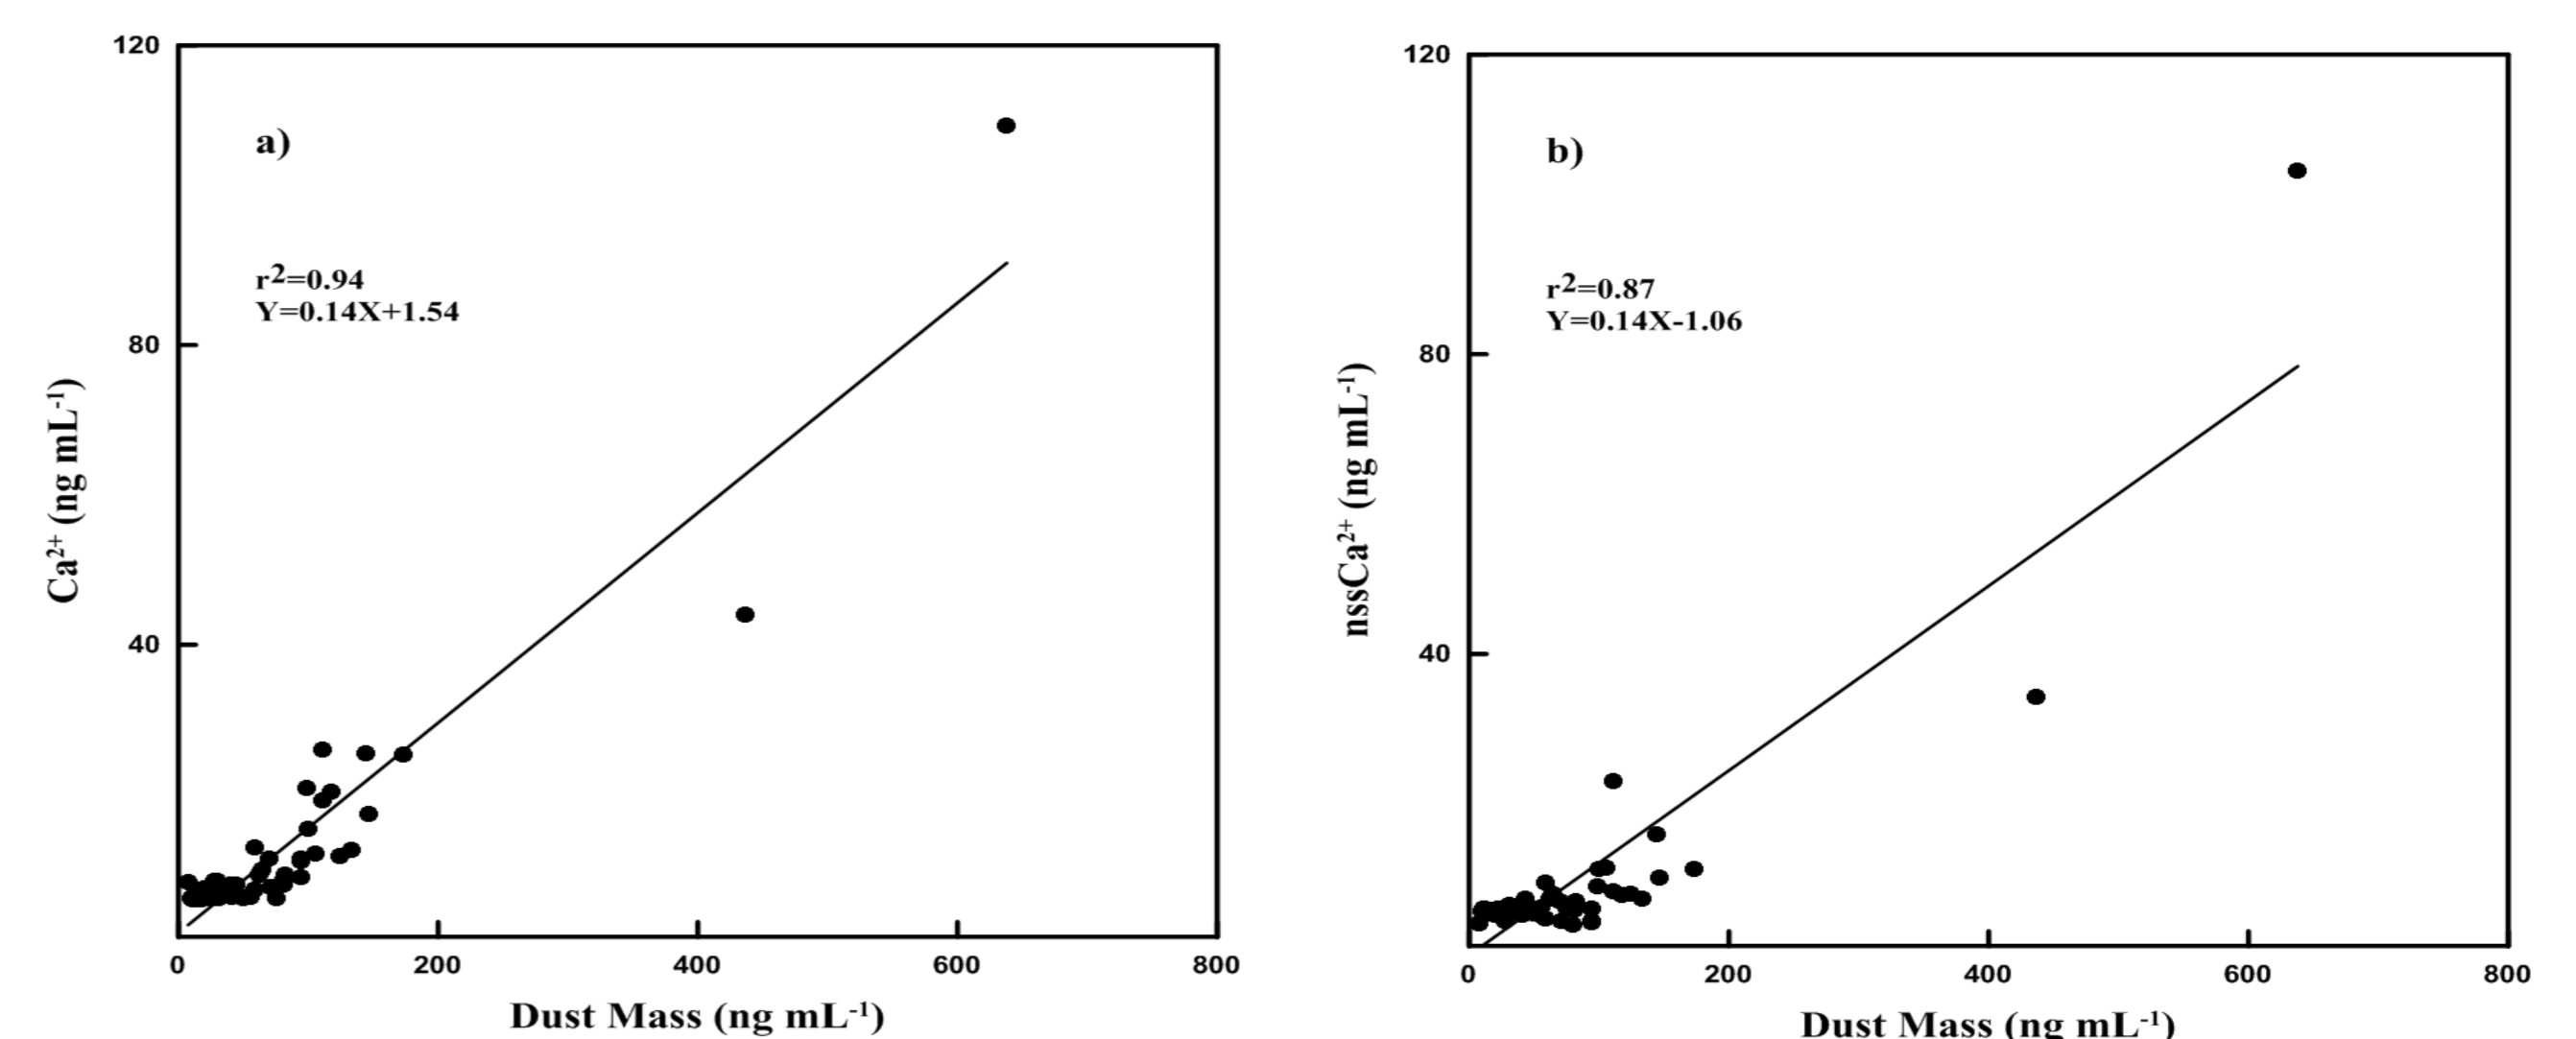 120
80
40
0 200 400 600 800
a)
r²=0.94
Y=0.14X+1.54
Ca²⁺ (ng mL⁻¹)
Dust Mass (ng mL⁻¹)
120
80
40
0 200 400 600 800
b)
r²=0.87
Y=0.14X-1.06
nssCa²⁺ (ng mL⁻¹)
Dust Mass (ng mL⁻¹)